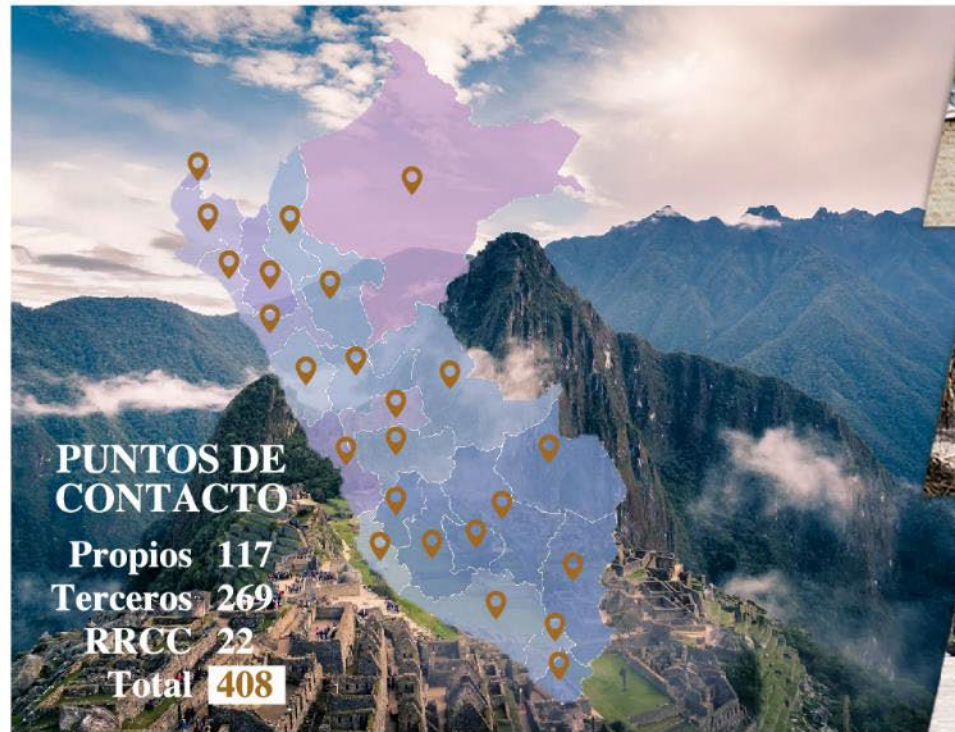 PUNTOS DE
CONTACTO
Propios 117
Terceros 269
RRCC 22
Total 408